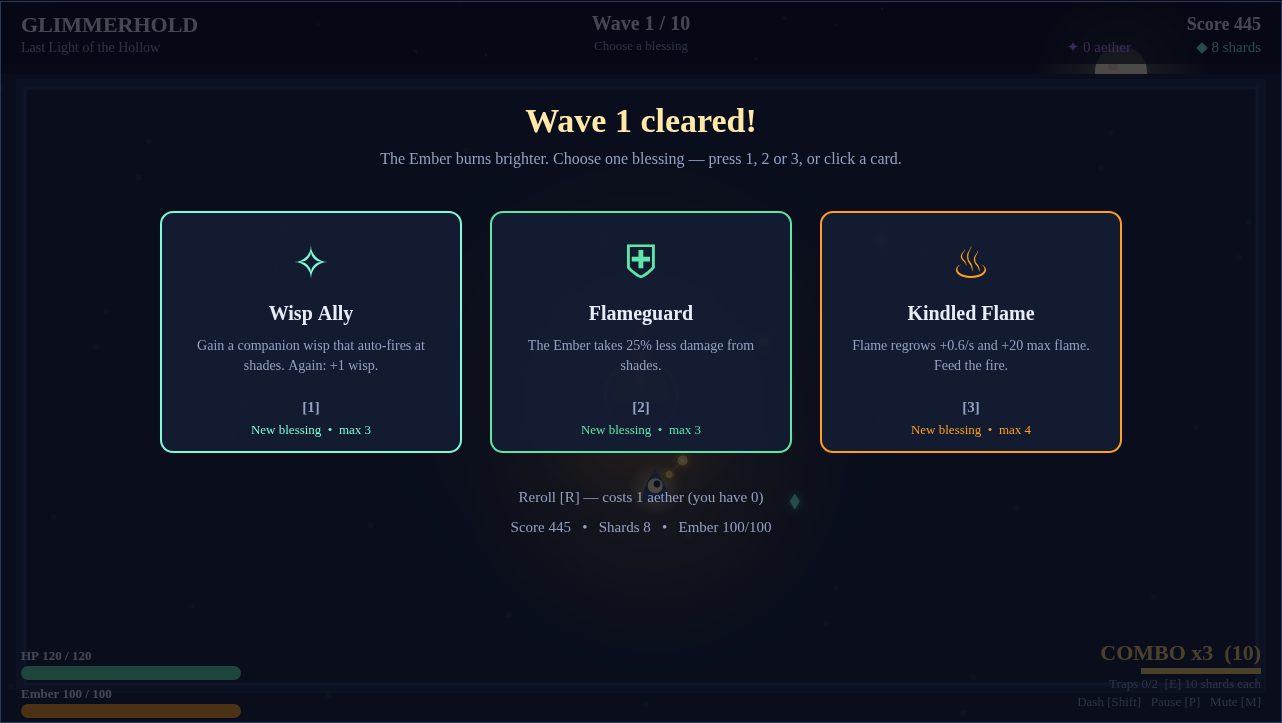 GLIMMERHOLD
Last Light of the Hollow
Wave 1 / 10
Choose a blessing
Score 445
✦ 0 aether
◆ 8 shards
Wave 1 cleared!
The Ember burns brighter. Choose one blessing — press 1, 2 or 3, or click a card.
Wisp Ally
Gain a companion wisp that auto-fires at
shades. Again: +1 wisp.
[1]
New blessing • max 3
Flameguard
The Ember takes 25% less damage from
shades.
[2]
New blessing • max 3
Kindled Flame
Flame regrows +0.6/s and +20 max flame.
Feed the fire.
[3]
New blessing • max 4
Reroll [R] — costs 1 aether (you have 0)
Score 445 • Shards 8 • Ember 100/100
HP 120 / 120
Ember 100 / 100
COMBO x3 (10)
Traps 0/2 [E] 10 shards each
Dash [Shift] Pause [P] Mute [M]